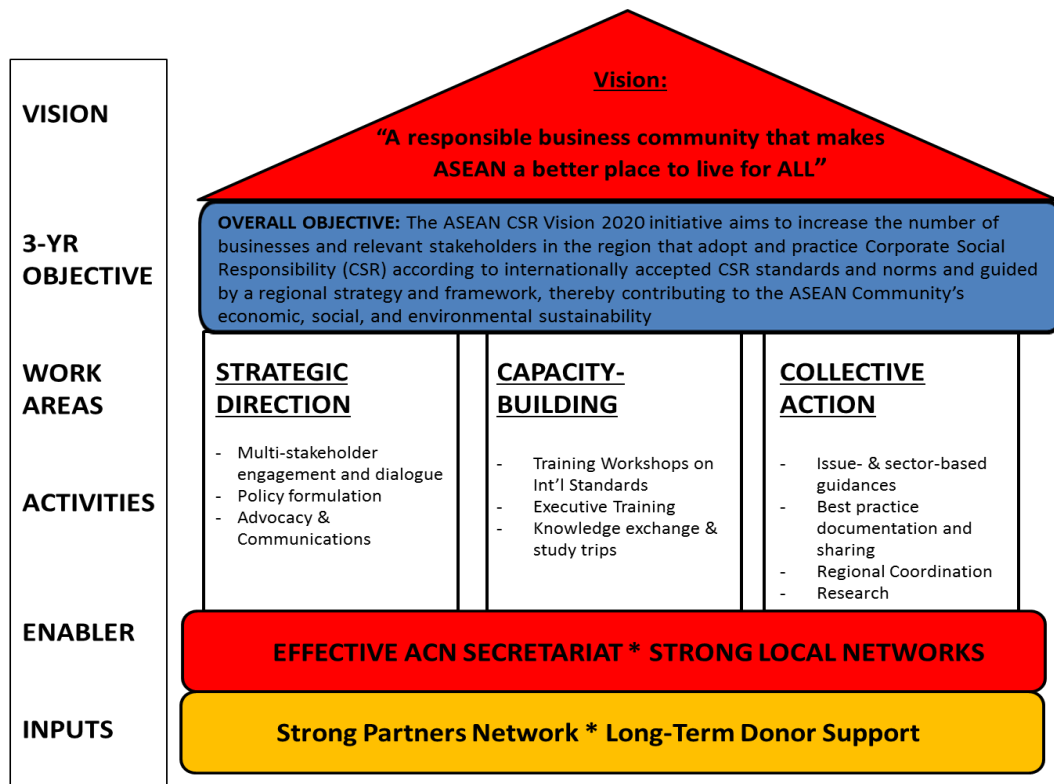 VISION
3-YR
OBJECTIVE
WORK
AREAS
ACTIVITIES
ENABLER
INPUTS
Vision:
“A responsible business community that makes
ASEAN a better place to live for ALL”
OVERALL OBJECTIVE: The ASEAN CSR Vision 2020 initiative aims to increase the number of
businesses and relevant stakeholders in the region that adopt and practice Corporate Social
Responsibility (CSR) according to internationally accepted CSR standards and norms and guided
by a regional strategy and framework, thereby contributing to the ASEAN Community’s
economic, social, and environmental sustainability
STRATEGIC
DIRECTION
- Multi-stakeholder
engagement and dialogue
- Policy formulation
- Advocacy &
Communications
CAPACITY-
BUILDING
- Training Workshops on
Int’l Standards
- Executive Training
- Knowledge exchange &
study trips
COLLECTIVE
ACTION
- Issue- & sector-based
guidances
- Best practice
documentation and
sharing
- Regional Coordination
- Research
EFFECTIVE ACN SECRETARIAT * STRONG LOCAL NETWORKS
Strong Partners Network * Long-Term Donor Support